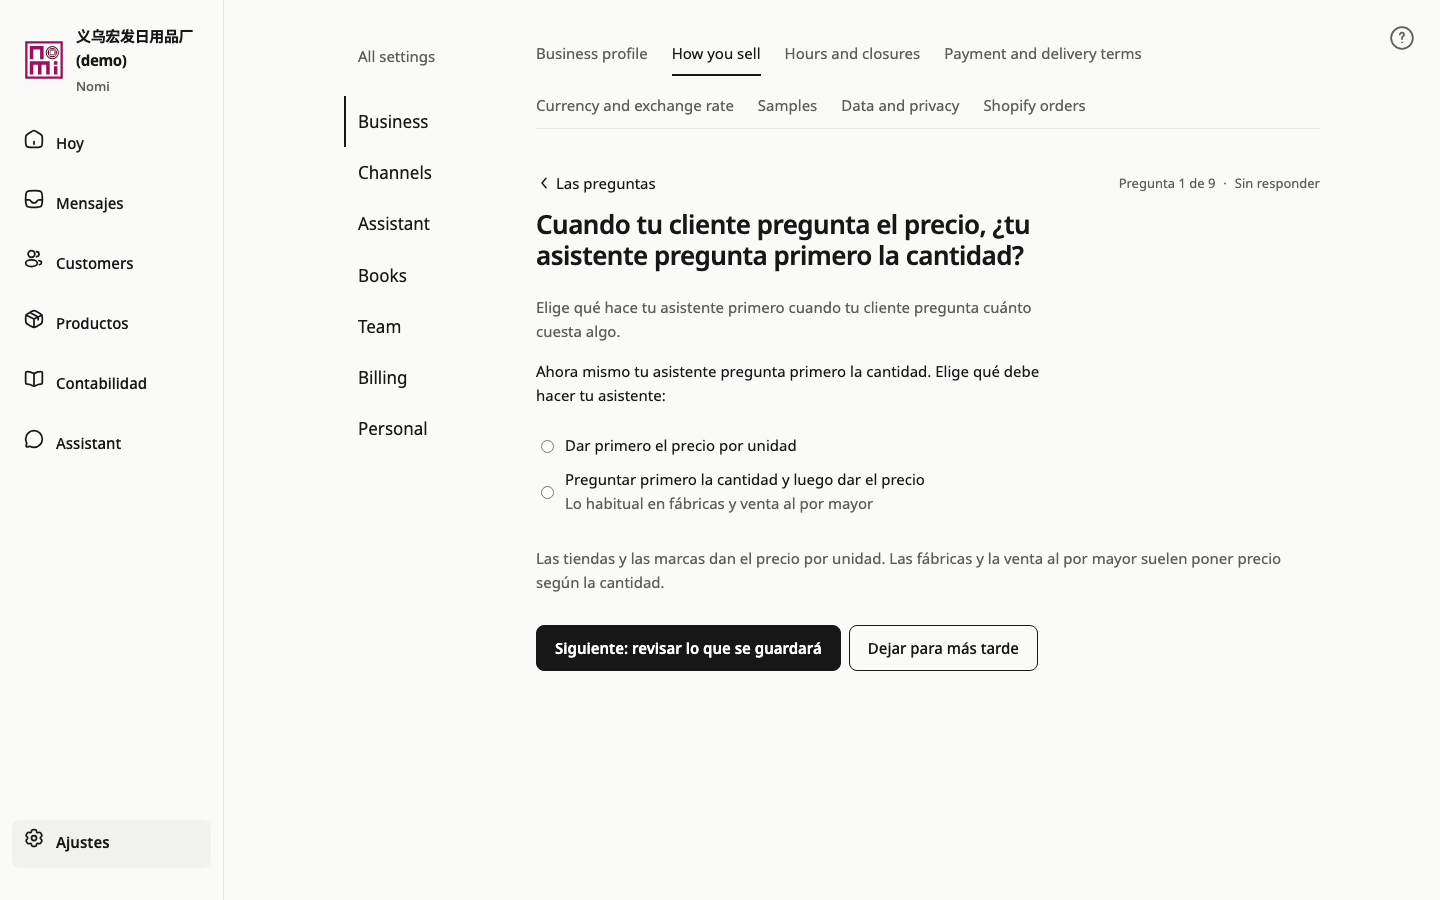 义乌宏发日用品厂
(demo)
Nomi
Hoy
Mensajes
Customers
Productos
Contabilidad
Assistant
Ajustes
All settings
Business
Channels
Assistant
Books
Team
Billing
Personal
Business profile
How you sell
Hours and closures
Payment and delivery terms
Currency and exchange rate
Samples
Data and privacy
Shopify orders
Las preguntas
Pregunta 1 de 9 · Sin responder
Cuando tu cliente pregunta el precio, ¿tu
asistente pregunta primero la cantidad?
Elige qué hace tu asistente primero cuando tu cliente pregunta cuánto
cuesta algo.
Ahora mismo tu asistente pregunta primero la cantidad. Elige qué debe
hacer tu asistente:
Dar primero el precio por unidad
Preguntar primero la cantidad y luego dar el precio
Lo habitual en fábricas y venta al por mayor
Las tiendas y las marcas dan el precio por unidad. Las fábricas y la venta al por mayor suelen poner precio
según la cantidad.
Siguiente: revisar lo que se guardará
Dejar para más tarde